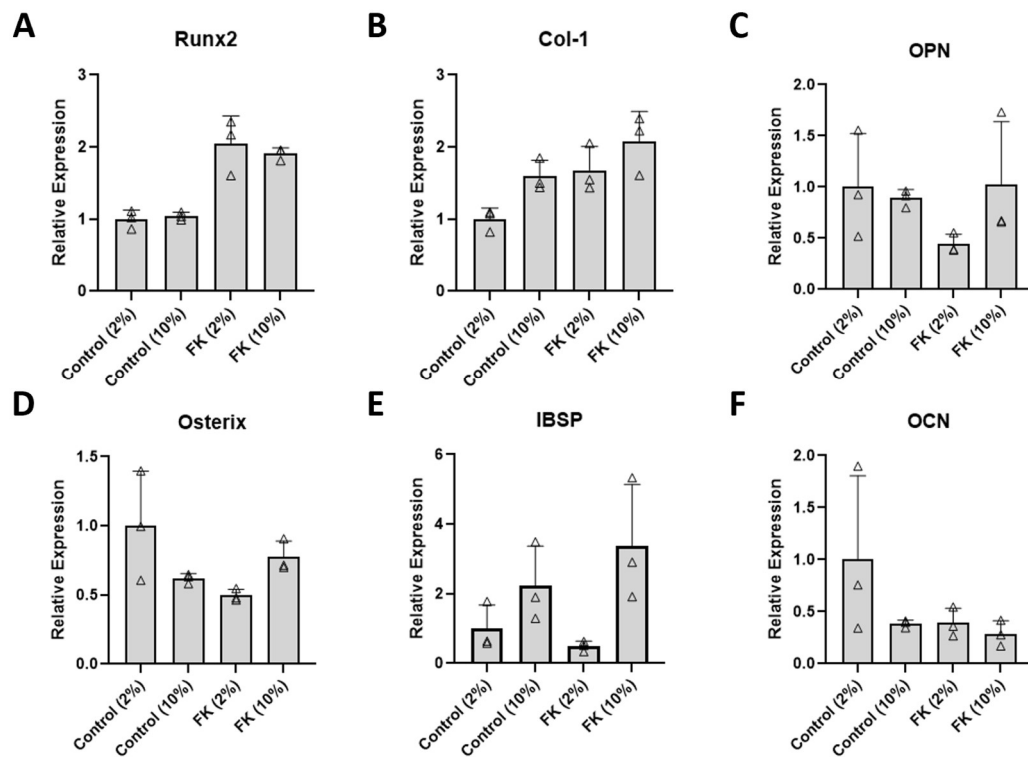 A
Runx2
Relative Expression
3
2
1
0
Control (2%)
Control (10%)
FK (2%)
FK (10%)
B
Col-1
Relative Expression
3
2
1
0
Control (2%)
Control (10%)
FK (2%)
FK (10%)
C
OPN
Relative Expression
2.0
1.5
1.0
0.5
0.0
Control (2%)
Control (10%)
FK (2%)
FK (10%)
D
Osterix
Relative Expression
1.5
1.0
0.5
0.0
Control (2%)
Control (10%)
FK (2%)
FK (10%)
E
IBSP
Relative Expression
6
4
2
0
Control (2%)
Control (10%)
FK (2%)
FK (10%)
F
OCN
Relative Expression
2.0
1.5
1.0
0.5
0.0
Control (2%)
Control (10%)
FK (2%)
FK (10%)